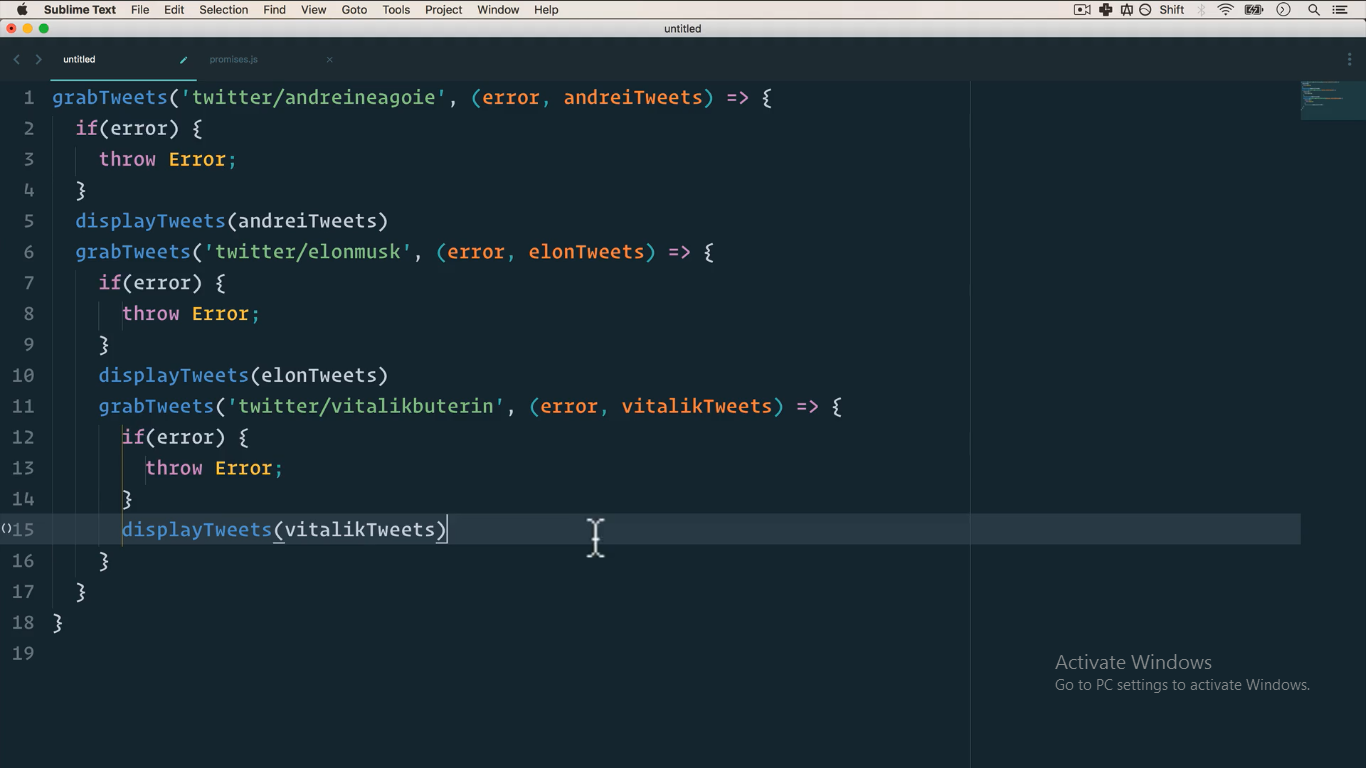 Sublime Text File Edit Selection Find View Goto Tools Project Window Help Shift
untitled
untitled promises.js
1 grabTweets('twitter/andreineagoie', (error, andreiTweets) => {
2 if(error) {
3 throw Error;
4 }
5 displayTweets(andreiTweets)
6 grabTweets('twitter/elonmusk', (error, elonTweets) => {
7 if(error) {
8 throw Error;
9 }
10 displayTweets(elonTweets)
11 grabTweets('twitter/vitalikbuterin', (error, vitalikTweets) => {
12 if(error) {
13 throw Error;
14 }
15 displayTweets(vitalikTweets)
16 }
17 }
18 }
19
Activate Windows
Go to PC settings to activate Windows.